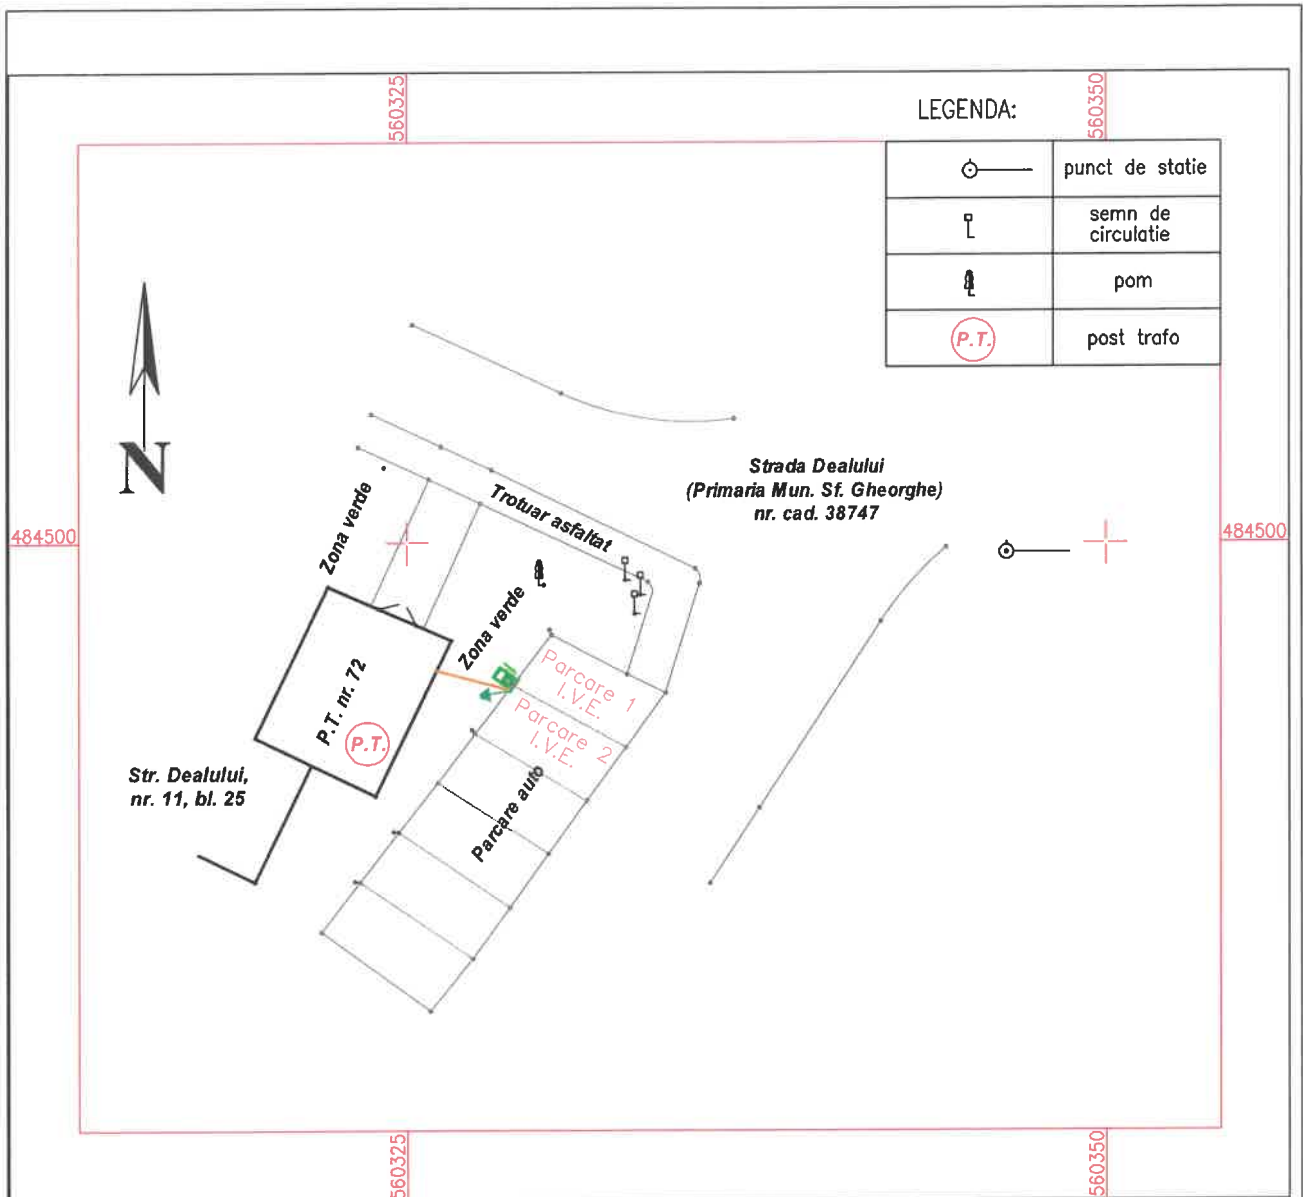 560325
560350
LEGENDA:
punct de statie
semn de
circulatie
pom
P.T.
post trafo
N
Strada Dealului
(Primaria Mun. Sf. Gheorghe)
nr. cad. 38747
Trotuar asfaltat
Zona verde
484500
484500
Zona verde
Parcare 1
I.V.E.
Parcare 2
I.V.E.
P.T. nr. 72
P.T.
Parcare auto
Str. Dealului,
nr. 11, bl. 25
560325
560350